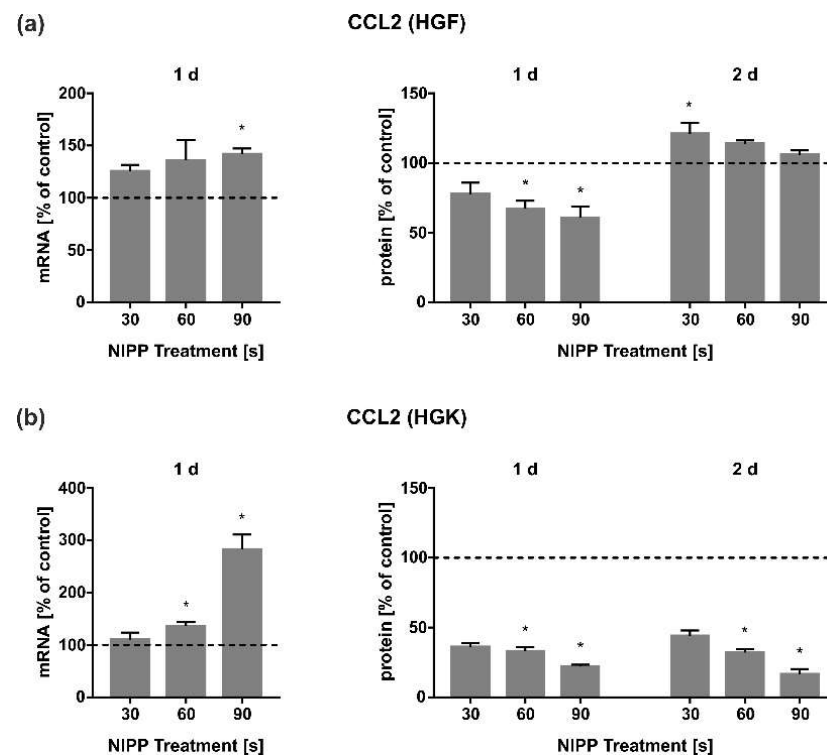 (a)
CCL2 (HGF)
1 d
mRNA [% of control]
200
150
100
50
0
*
30 60 90
NIPP Treatment [s]
1 d 2 d
protein [% of control]
150
100
50
0
* * *
30 60 90 30 60 90
NIPP Treatment [s]
(b)
CCL2 (HGK)
1 d
mRNA [% of control]
400
300
200
100
0
* *
30 60 90
NIPP Treatment [s]
1 d 2 d
protein [% of control]
150
100
50
0
* * * *
30 60 90 30 60 90
NIPP Treatment [s]